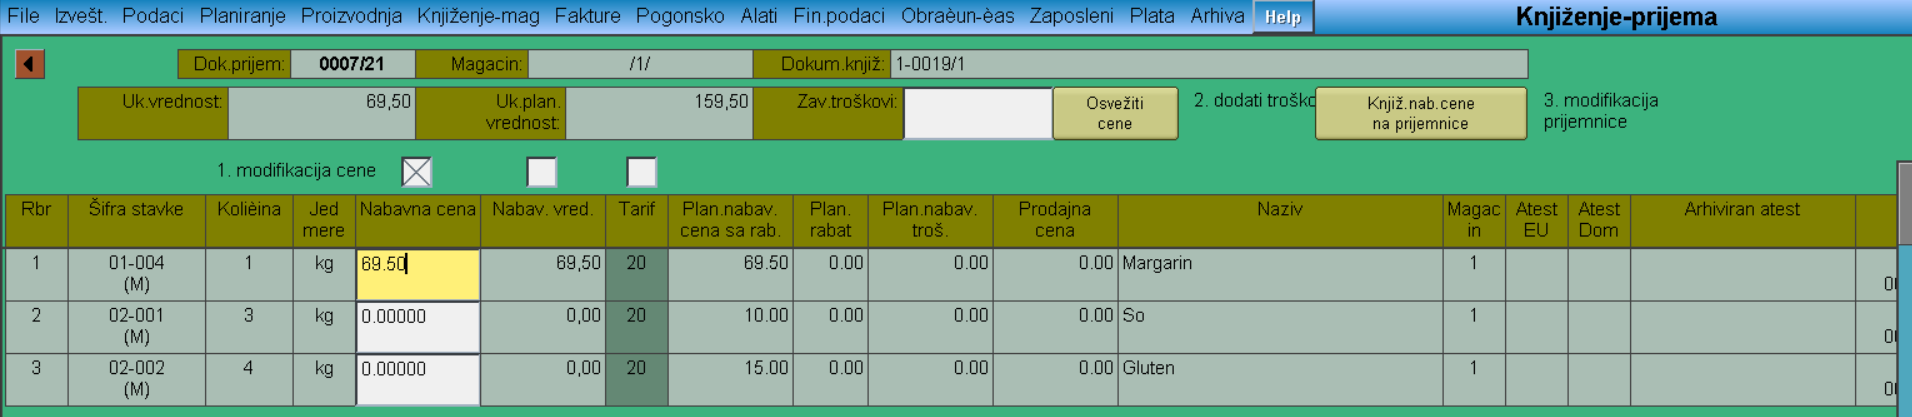 File Izvešt. Podaci Planiranje Proizvodnja Knjiženje-mag Fakture Pogonsko Alati Fin.podaci Obraèun-èas Zaposleni Plata Arhiva Help Knjiženje-prijema
Dok.prijem: 0007/21 Magacin: /1/ Dokum.knjiž: 1-0019/1
Uk.vrednost: 69,50 Uk.plan. 159,50 Zav.troškovi: Osvežiti 2. dodati troško Knjiž.nab.cene 3. modifikacija
vrednost: cene na prijemnice prijemnice
1. modifikacija cene
Rbr Šifra stavke Kolièina Jed Nabavna cena Nabav. vred. Tarif Plan.nabav. Plan. Plan.nabav. Prodajna Naziv Magac Atest Atest Arhiviran atest
mere cena sa rab. rabat troš. cena in EU Dom
1 01-004 1 kg 69.50 69,50 20 69.50 0.00 0.00 0.00 Margarin 1
(M)
2 02-001 3 kg 0.00000 0,00 20 10.00 0.00 0.00 0.00 So 1
(M)
3 02-002 4 kg 0.00000 0,00 20 15.00 0.00 0.00 0.00 Gluten 1
(M)